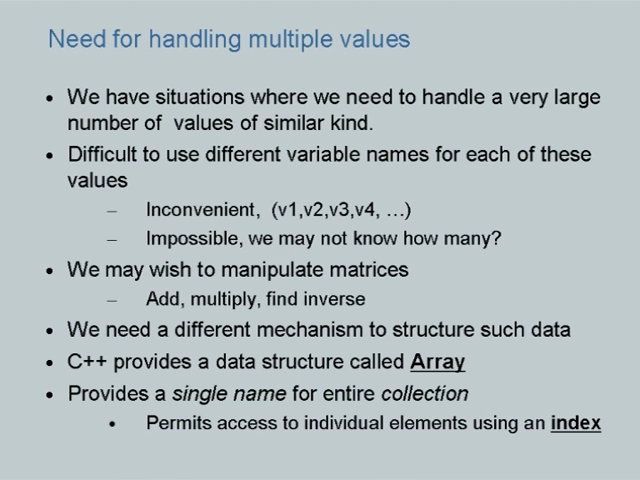 Need for handling multiple values
• We have situations where we need to handle a very large
number of values of similar kind.
• Difficult to use different variable names for each of these
values
– Inconvenient, (v1,v2,v3,v4, …)
– Impossible, we may not know how many?
• We may wish to manipulate matrices
– Add, multiply, find inverse
• We need a different mechanism to structure such data
• C++ provides a data structure called Array
• Provides a single name for entire collection
• Permits access to individual elements using an index